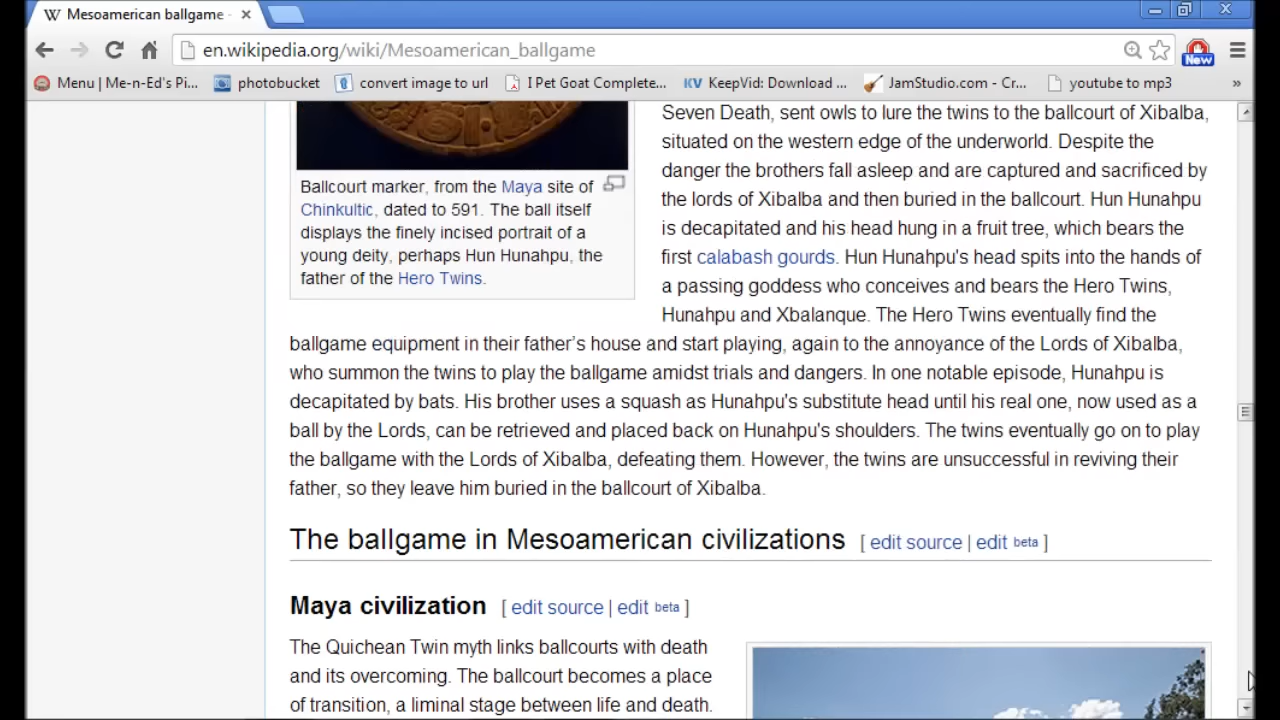 W Mesoamerican ballgame -
en.wikipedia.org/wiki/Mesoamerican_ballgame
New
Menu | Me-n-Ed's Pi... photobucket convert image to url I Pet Goat Complete... KV KeepVid: Download ... JamStudio.com - Cr... youtube to mp3 »
Ballcourt marker, from the Maya site of
Chinkultic, dated to 591. The ball itself
displays the finely incised portrait of a
young deity, perhaps Hun Hunahpu, the
father of the Hero Twins.
Seven Death, sent owls to lure the twins to the ballcourt of Xibalba,
situated on the western edge of the underworld. Despite the
danger the brothers fall asleep and are captured and sacrificed by
the lords of Xibalba and then buried in the ballcourt. Hun Hunahpu
is decapitated and his head hung in a fruit tree, which bears the
first calabash gourds. Hun Hunahpu's head spits into the hands of
a passing goddess who conceives and bears the Hero Twins,
Hunahpu and Xbalanque. The Hero Twins eventually find the
ballgame equipment in their father’s house and start playing, again to the annoyance of the Lords of Xibalba,
who summon the twins to play the ballgame amidst trials and dangers. In one notable episode, Hunahpu is
decapitated by bats. His brother uses a squash as Hunahpu's substitute head until his real one, now used as a
ball by the Lords, can be retrieved and placed back on Hunahpu's shoulders. The twins eventually go on to play
the ballgame with the Lords of Xibalba, defeating them. However, the twins are unsuccessful in reviving their
father, so they leave him buried in the ballcourt of Xibalba.
The ballgame in Mesoamerican civilizations [ edit source | edit beta ]
Maya civilization [ edit source | edit beta ]
The Quichean Twin myth links ballcourts with death
and its overcoming. The ballcourt becomes a place
of transition, a liminal stage between life and death.